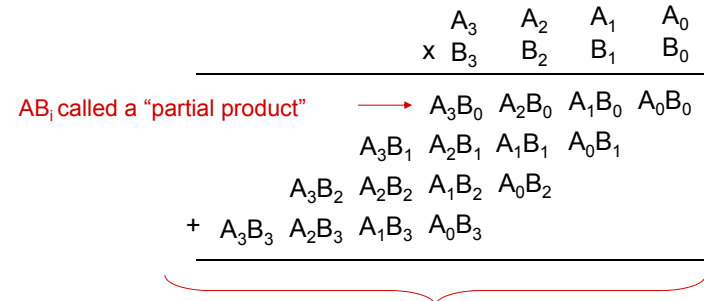 A₃ A₂ A₁ A₀
x B₃ B₂ B₁ B₀
ABᵢ called a “partial product” A₃B₀ A₂B₀ A₁B₀ A₀B₀
A₃B₁ A₂B₁ A₁B₁ A₀B₁
A₃B₂ A₂B₂ A₁B₂ A₀B₂
+ A₃B₃ A₂B₃ A₁B₃ A₀B₃